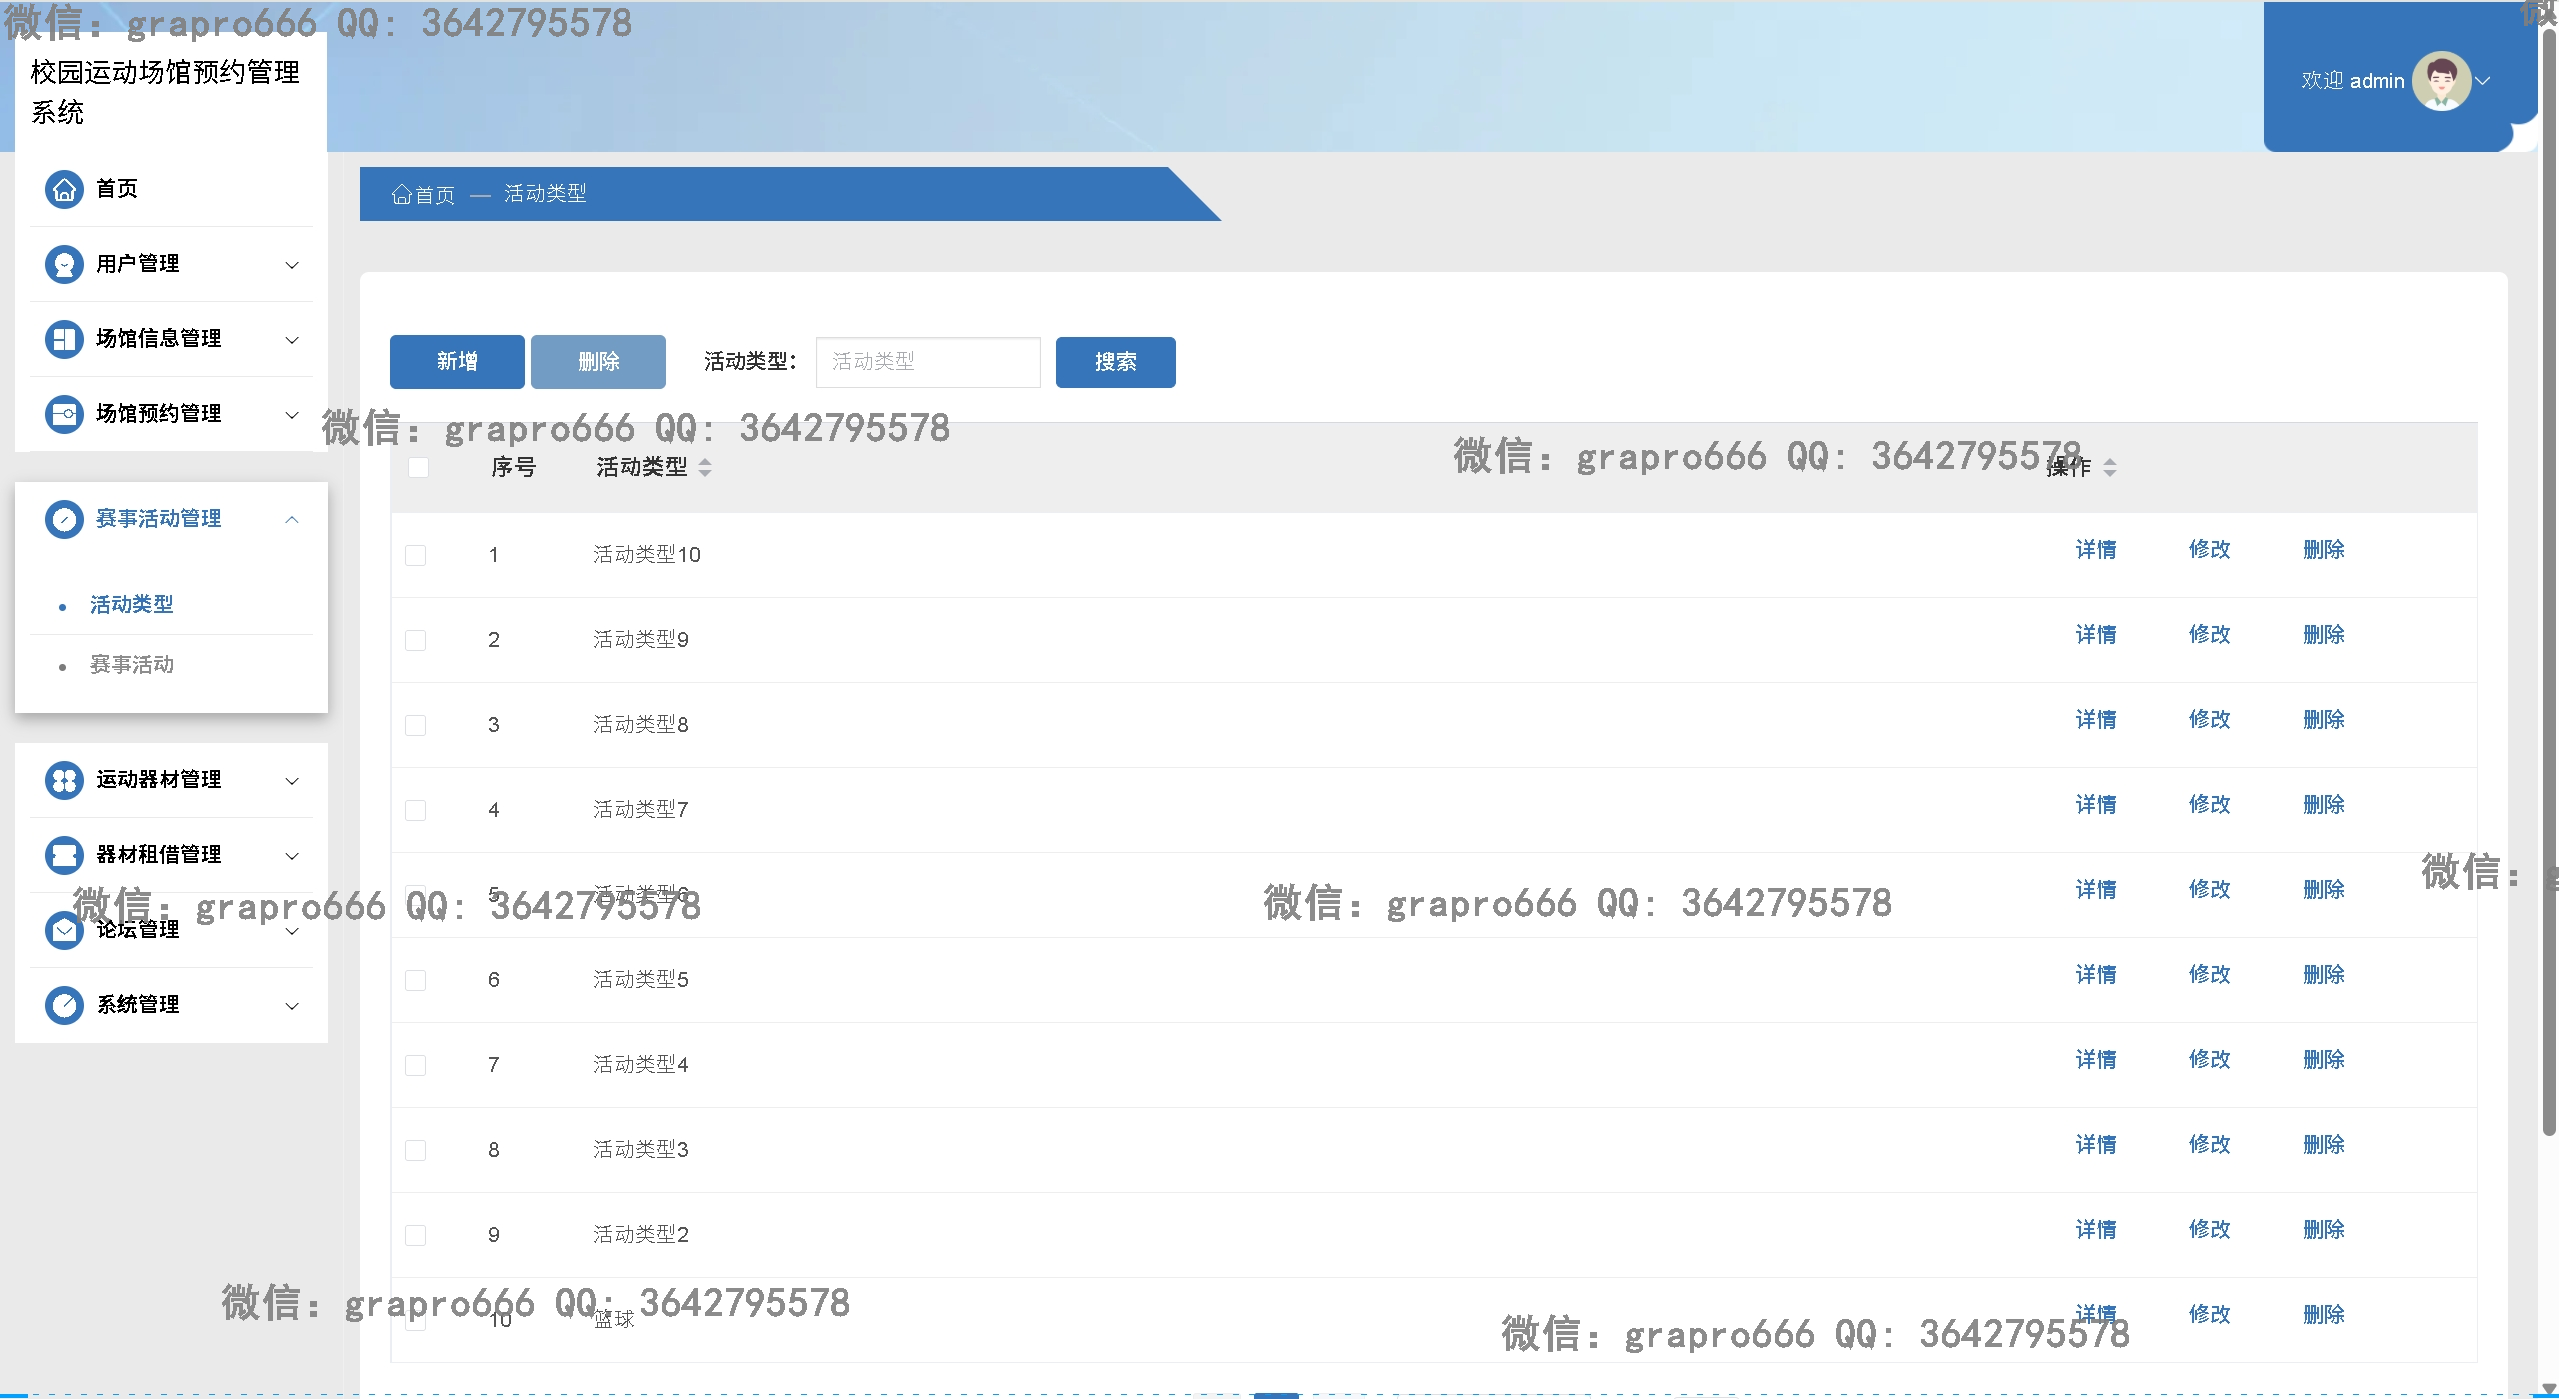 微信: grapro666 QQ: 3642795578
微
校园运动场馆预约管理
系统
欢迎 admin
首页
用户管理
场馆信息管理
场馆预约管理
赛事活动管理
活动类型
赛事活动
运动器材管理
器材租借管理
论坛管理
系统管理
首页 — 活动类型
新增 删除 活动类型: 活动类型 搜索
微信: grapro666 QQ: 3642795578
微信: grapro666 QQ: 3642795578
序号 活动类型 操作
1 活动类型10 详情 修改 删除
2 活动类型9 详情 修改 删除
3 活动类型8 详情 修改 删除
4 活动类型7 详情 修改 删除
5 活动类型6 详情 修改 删除
微信: grapro666 QQ: 3642795578
微信: grapro666 QQ: 3642795578
微信: g
6 活动类型5 详情 修改 删除
7 活动类型4 详情 修改 删除
8 活动类型3 详情 修改 删除
9 活动类型2 详情 修改 删除
10 篮球 详情 修改 删除
微信: grapro666 QQ: 3642795578
微信: grapro666 QQ: 3642795578